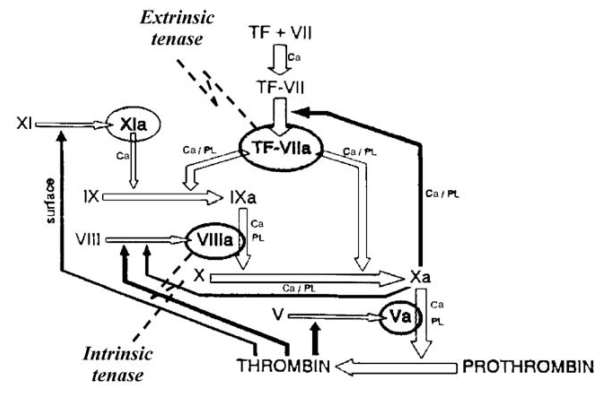 Extrinsic
tenase
TF + VII
Ca
TF-VII
XI
XIa
TF-VIIa
Ca
Ca / PL
Ca / PL
Ca / PL
surface
IX
IXa
Ca
PL
VIII
VIIIa
X
Xa
Ca / PL
Ca
PL
V
Va
Intrinsic
tenase
THROMBIN
PROTHROMBIN